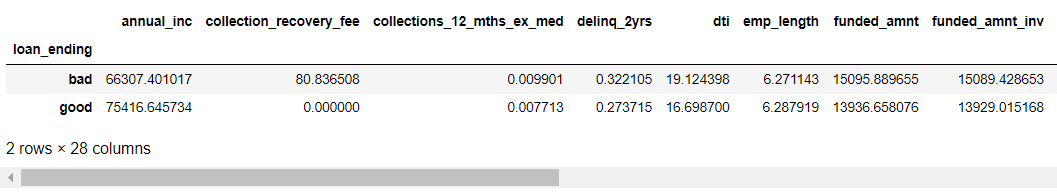 annual_inc collection_recovery_fee collections_12_mths_ex_med delinq_2yrs dti emp_length funded_amnt funded_amnt_inv
loan_ending
bad 66307.401017 80.836508 0.009901 0.322105 19.124398 6.271143 15095.889655 15089.428653
good 75416.645734 0.000000 0.007713 0.273715 16.698700 6.287919 13936.658076 13929.015168
2 rows × 28 columns